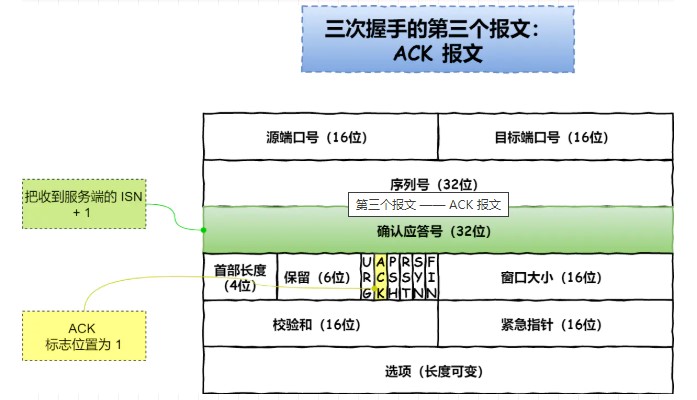 三次握手的第三个报文：
ACK 报文
源端口号（16位）
目标端口号（16位）
序列号（32位）
第三个报文 —— ACK 报文
把收到服务端的 ISN
+ 1
确认应答号（32位）
首部长度
（4位）
保留（6位）
URG
ACK
PSH
RST
SYN
FIN
窗口大小（16位）
ACK
标志位置为 1
校验和（16位）
紧急指针（16位）
选项（长度可变）